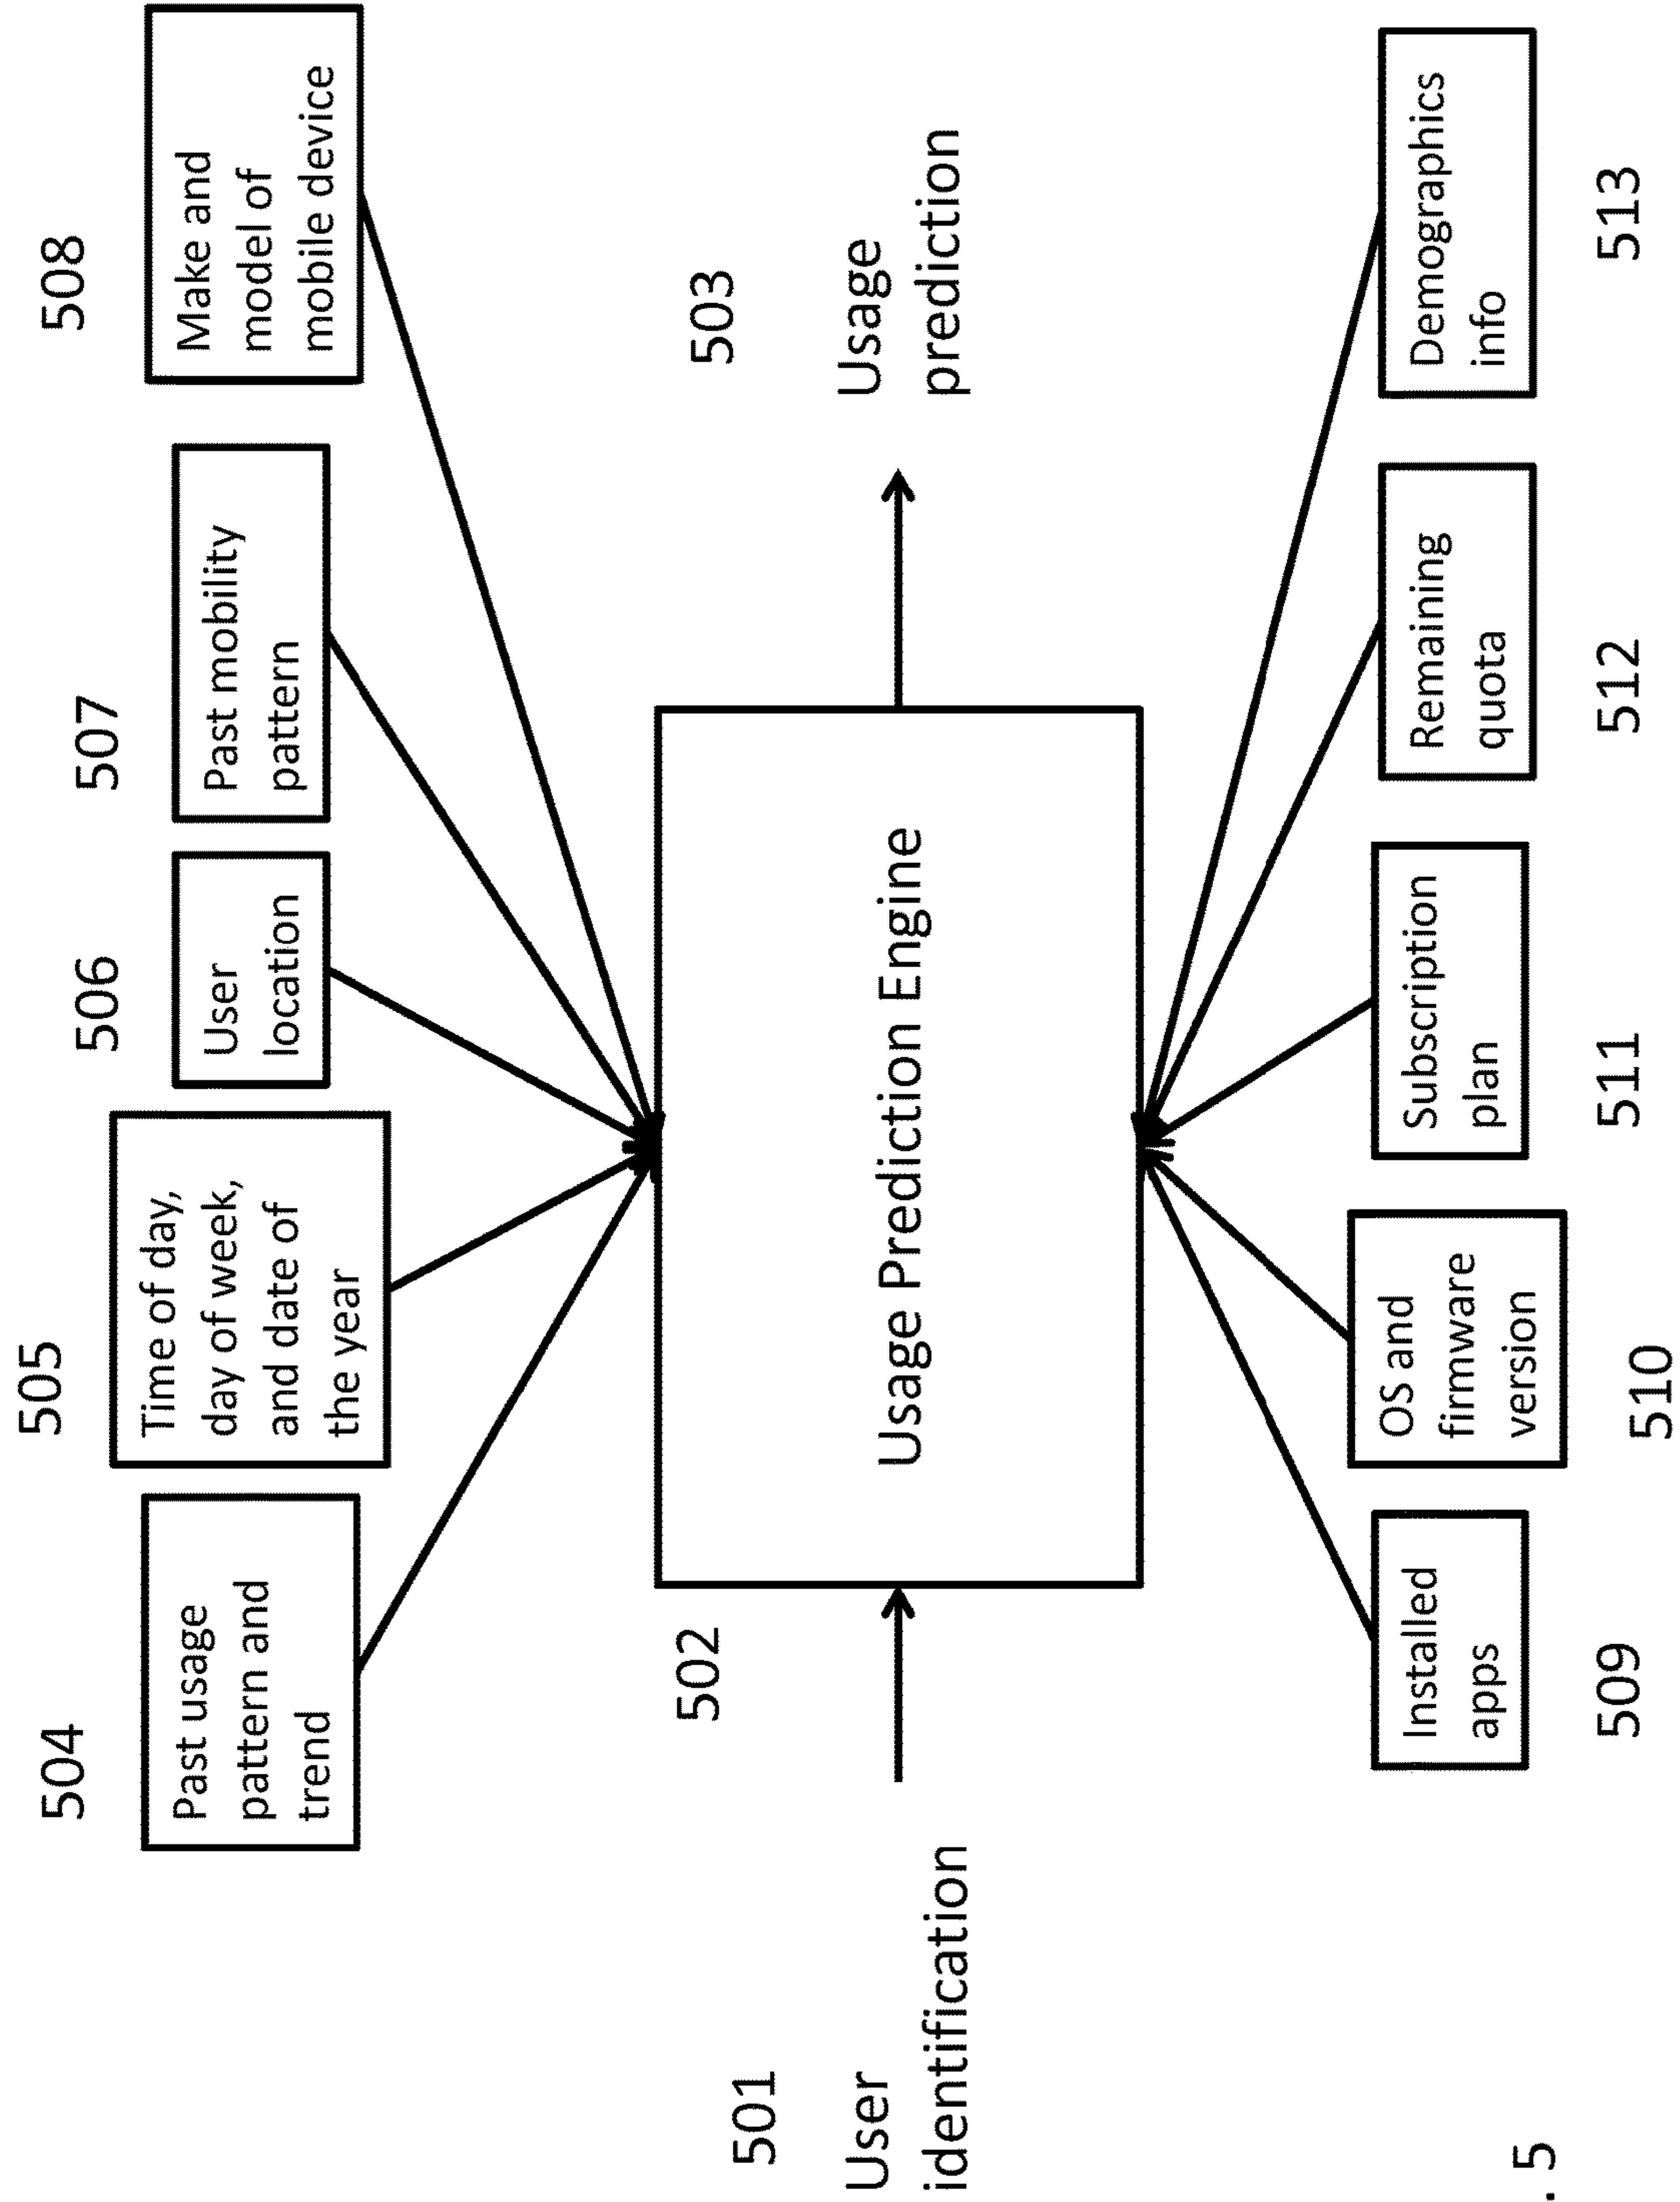 504
505
506
507
508
Past usage
pattern and
trend
Time of day,
day of week,
and date of
the year
User
location
Past mobility
pattern
Make and
model of
mobile device
501
User
identification
502
Usage Prediction Engine
503
Usage
prediction
Installed
apps
OS and
firmware
version
Subscription
plan
Remaining
quota
Demographics
info
509
510
511
512
513
. 5